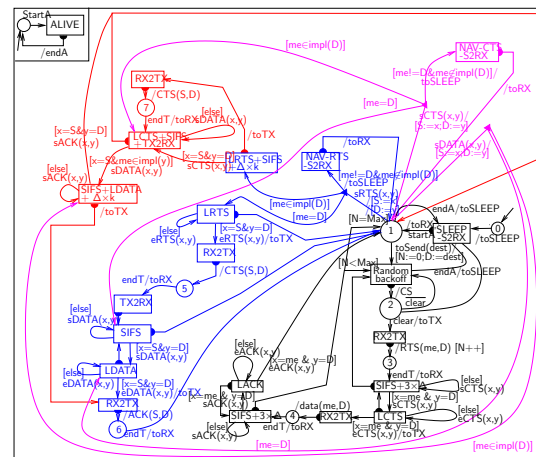 StartA
ALIVE
/endA
[me∈impl(D)]
NAV-CTS
-S2RX
[me!=D&me∉impl(D)]/
toSLEEP
/toRX
RX2TX
/CTS(S,D)
7
endT/toRX
[else]
sDATA(x,y)
[x=S&y=D]
sACK(x,y)
LCTS+SIFS
+TX2RX
/toTX
[me=D]
sCTS(x,y)/
[S:=x;D:=y]
sDATA(x,y)/
[S:=x;D:=y]
/toRX
NAV-RTS
-S2RX
[x=S&y=D]
sCTS(x,y)
LRTS+SIFS
+Δ×k
[x=S&me∈impl(y)]
sDATA(x,y)
[else]
sACK(x,y)
SIFS+LDATA
+Δ×k
/toTX
[me!=D&me∉impl(D)]
/toSLEEP
sRTS(x,y)
/[S:=x
;D:=y]
[me∈impl(D)]
[me=D]
LRTS
[else]
eRTS(x,y)
[x=S&y=D]
eRTS(x,y)/toTX
RX2TX
/CTS(S,D)
5
endT/toRX
TX2RX
[N=Max]
1
/toRX
startA
endA/toSLEEP
SLEEP
-S2RX
0
/toSLEEP
toSend(dest)
[N:=0;D:=dest]
[N<Max]
Random
backoff
endA/toSLEEP
/CS
clear
2
clear/toTX
RX2TX
/RTS(me,D) [N++]
3
endT/toRX
[else]
sDATA(x,y)
SIFS
[x=S&y=D]
sDATA(x,y)
LDATA
[else]
eDATA(x,y)
[x=S&y=D]
eDATA(x,y)/toTX
RX2TX
/ACK(S,D)
6
endT/toRX
[else]
eACK(x,y)
LACK
[x=me & y=D]
sACK(x,y)
SIFS+3×Δ
[else]
sACK(x,y)
4
endT/toRX
/data(me,D)
RX2TX
[x=me & y=D]
eCTS(x,y)/toTX
SIFS+3×Δ
[else]
sCTS(x,y)
[x=me & y=D]
sCTS(x,y)
LCTS
[else]
eCTS(x,y)
[me=D]
[me∈impl(D)]